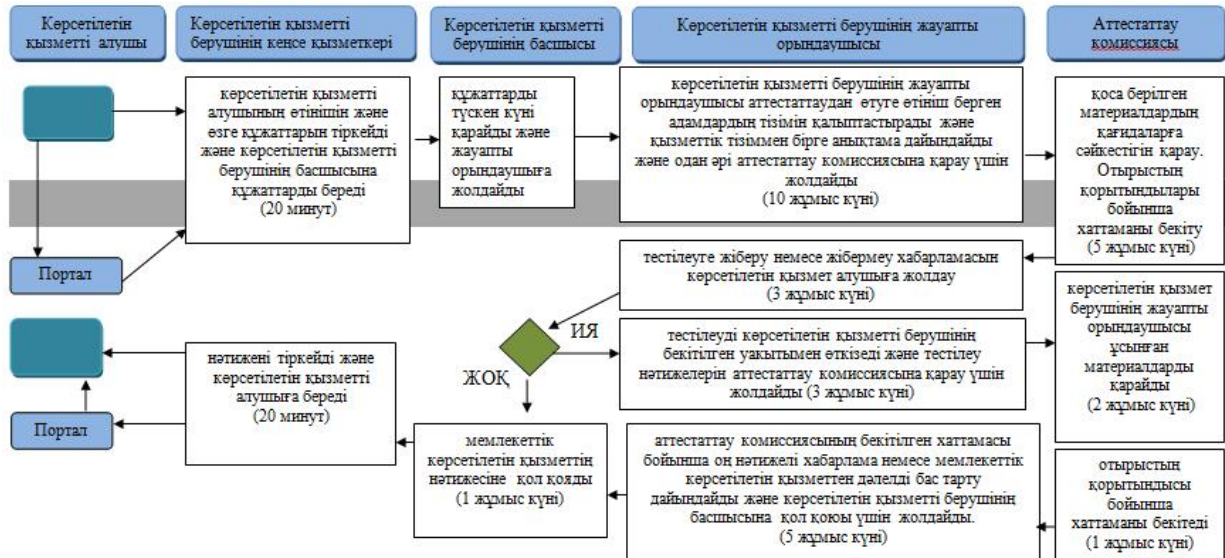 Көрсетілетін
қызметті алушы
Көрсетілетін қызметті
берушінің кеңсе қызметкері
Көрсетілетін қызметті
берушінің басшысы
Көрсетілетін қызметті берушінің жауапты
орындаушысы
Аттестаттау
комиссиясы
көрсетілетін қызметті
алушының өтінішін және
өзге құжаттарын тіркейді
және көрсетілетін қызметті
берушінің басшысына
құжаттарды береді
(20 минут)
құжаттарды
түскен күні
қарайды және
жауапты
орындаушыға
жолдайды
көрсетілетін қызметті берушінің жауапты
орындаушысы аттестаттаудан өтуге өтініш берген
адамдардың тізімін қалыптастырады және
қызметтік тізіммен бірге анықтама дайындайды
және одан әрі аттестаттау комиссиясына қарау үшін
жолдайды
(10 жұмыс күні)
қоса берілген
материалдардың
қағидаларға
сәйкестігін қарау.
Отырыстың
қорытындылары
бойынша
хаттаманы бекіту
(5 жұмыс күні)
Портал
тестілеуге жіберу немесе жібермеу хабарламасын
көрсетілетін қызмет алушыға жолдау
(3 жұмыс күні)
ИЯ
ЖОҚ
тестілеуді көрсетілетін қызметті берушінің
бекітілген уақытымен өткізеді және тестілеу
нәтижелерін аттестаттау комиссиясына қарау үшін
жолдайды (3 жұмыс күні)
көрсетілетін қызмет
берушінің жауапты
орындаушысы
ұсынған
материалдарды
қарайды
(2 жұмыс күні)
нәтижені тіркейді және
көрсетілетін қызметті
алушыға береді
(20 минут)
Портал
мемлекеттік
көрсетілетін қызметтің
нәтижесіне қол қояды
(1 жұмыс күні)
аттестаттау комиссиясының бекітілген хаттамасы
бойынша оң нәтижелі хабарлама немесе мемлекеттік
көрсетілетін қызметтен дәлелді бас тарту
дайындайды және көрсетілетін қызметті берушінің
басшысына қол қоюы үшін жолдайды.
(5 жұмыс күні)
отырыстың
қорытындысы
бойынша
хаттаманы бекітеді
(1 жұмыс күні)